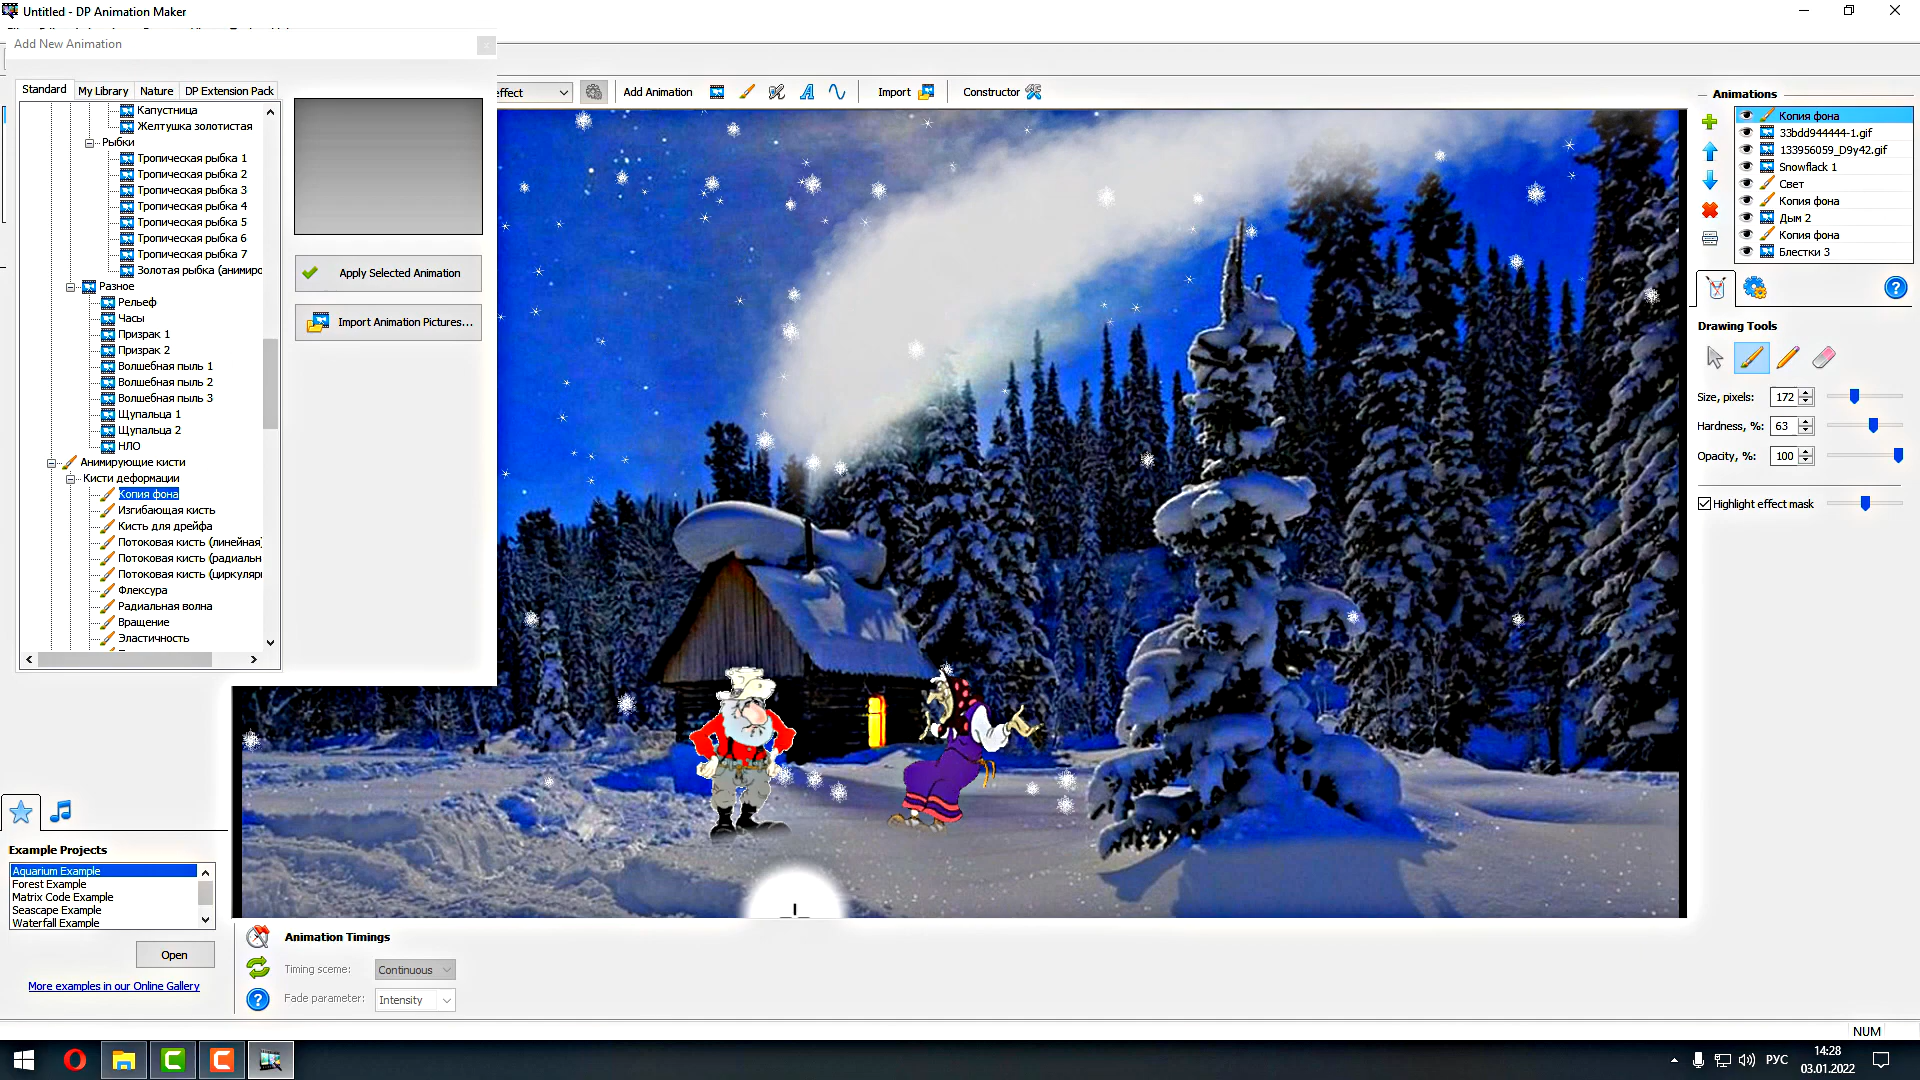 Untitled - DP Animation Maker
Add New Animation
Standard
My Library
Nature
DP Extension Pack
Капустница
Желтушка золотистая
Рыбки
Тропическая рыбка 1
Тропическая рыбка 2
Тропическая рыбка 3
Тропическая рыбка 4
Тропическая рыбка 5
Тропическая рыбка 6
Тропическая рыбка 7
Золотая рыбка (анимиро
Разное
Рельеф
Часы
Призрак 1
Призрак 2
Волшебная пыль 1
Волшебная пыль 2
Волшебная пыль 3
Щупальца 1
Щупальца 2
НЛО
Анимирующие кисти
Кисти деформации
Копия фона
Изгибающая кисть
Кисть для дрейфа
Потоковая кисть (линейная)
Потоковая кисть (радиальн
Потоковая кисть (циркулярн
Флексура
Радиальная волна
Вращение
Эластичность
Apply Selected Animation
Import Animation Pictures...
effect
Add Animation
Import
Constructor
Animations
Копия фона
33bdd944444-1.gif
133956059_D9y42.gif
Snowflack 1
Свет
Копия фона
Дым 2
Копия фона
Блестки 3
Drawing Tools
Size, pixels: 172
Hardness, %: 63
Opacity, %: 100
Highlight effect mask
Example Projects
Aquarium Example
Forest Example
Matrix Code Example
Seascape Example
Waterfall Example
Open
More examples in our Online Gallery
Animation Timings
Timing sceme: Continuous
Fade parameter: Intensity
NUM
РУС
14:28
03.01.2022